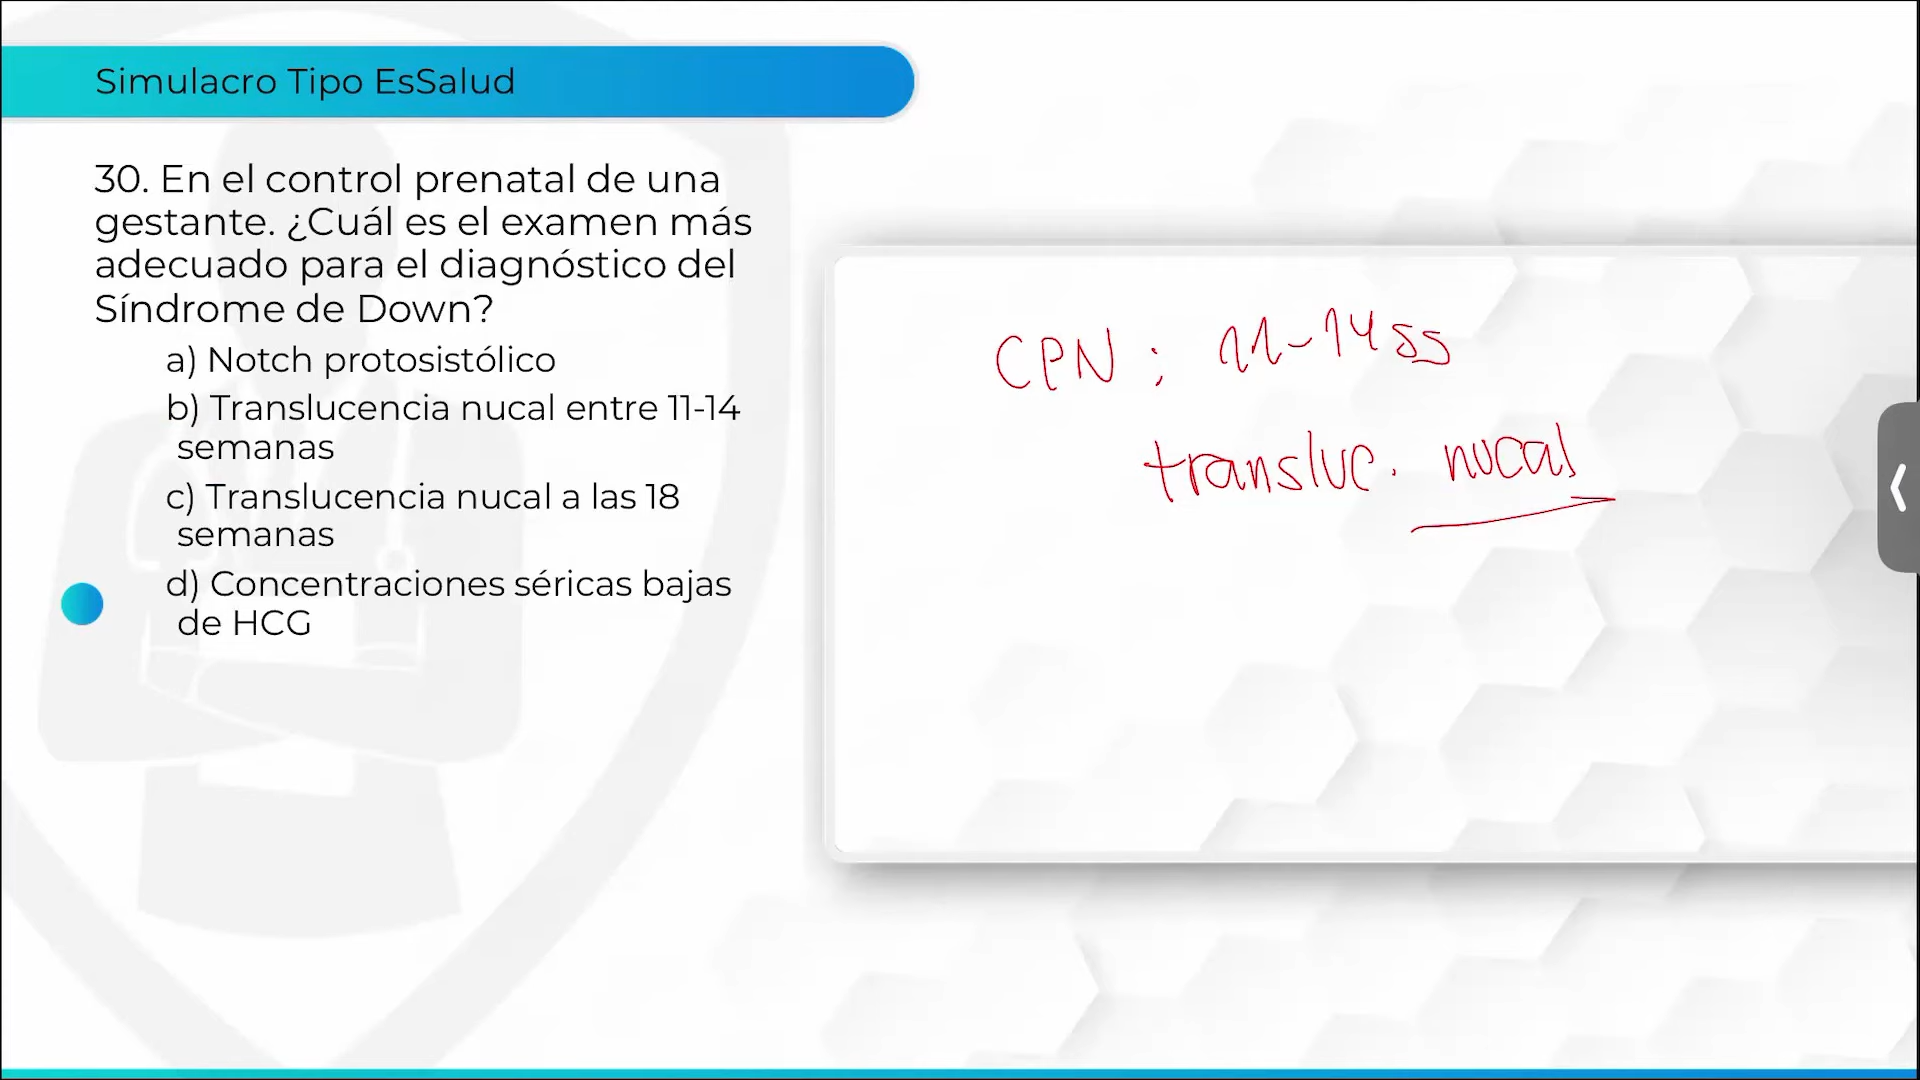 Simulacro Tipo EsSalud
30. En el control prenatal de una
gestante. ¿Cuál es el examen más
adecuado para el diagnóstico del
Síndrome de Down?
a) Notch protosistólico
b) Translucencia nucal entre 11-14
semanas
c) Translucencia nucal a las 18
semanas
d) Concentraciones séricas bajas
de HCG
CPN : 11-14 ss
transluc. nucal